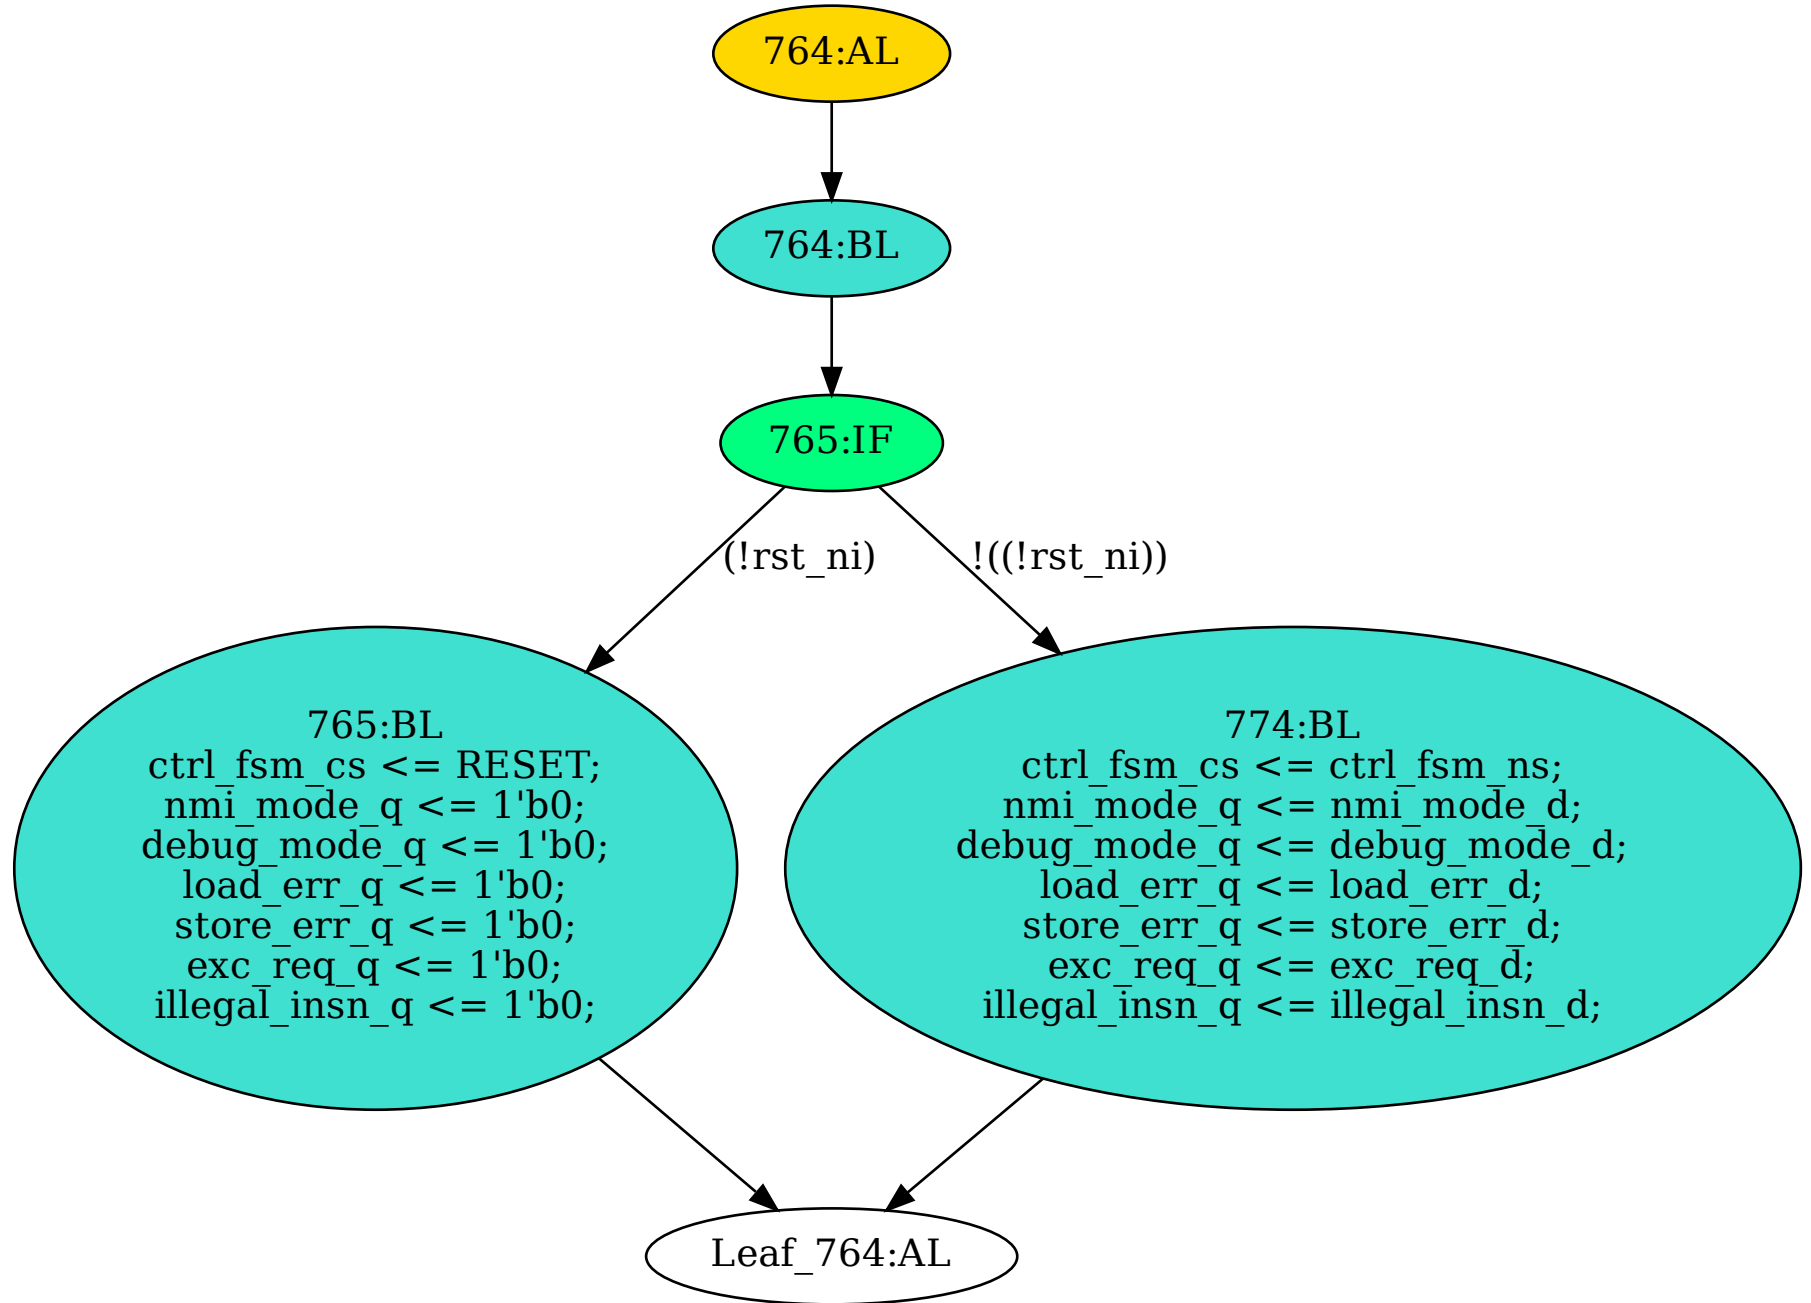 764:AL
764:BL
765:IF
(!rst_ni)
!((!rst_ni))
765:BL
ctrl_fsm_cs <= RESET;
nmi_mode_q <= 1'b0;
debug_mode_q <= 1'b0;
load_err_q <= 1'b0;
store_err_q <= 1'b0;
exc_req_q <= 1'b0;
illegal_insn_q <= 1'b0;
774:BL
ctrl_fsm_cs <= ctrl_fsm_ns;
nmi_mode_q <= nmi_mode_d;
debug_mode_q <= debug_mode_d;
load_err_q <= load_err_d;
store_err_q <= store_err_d;
exc_req_q <= exc_req_d;
illegal_insn_q <= illegal_insn_d;
Leaf_764:AL